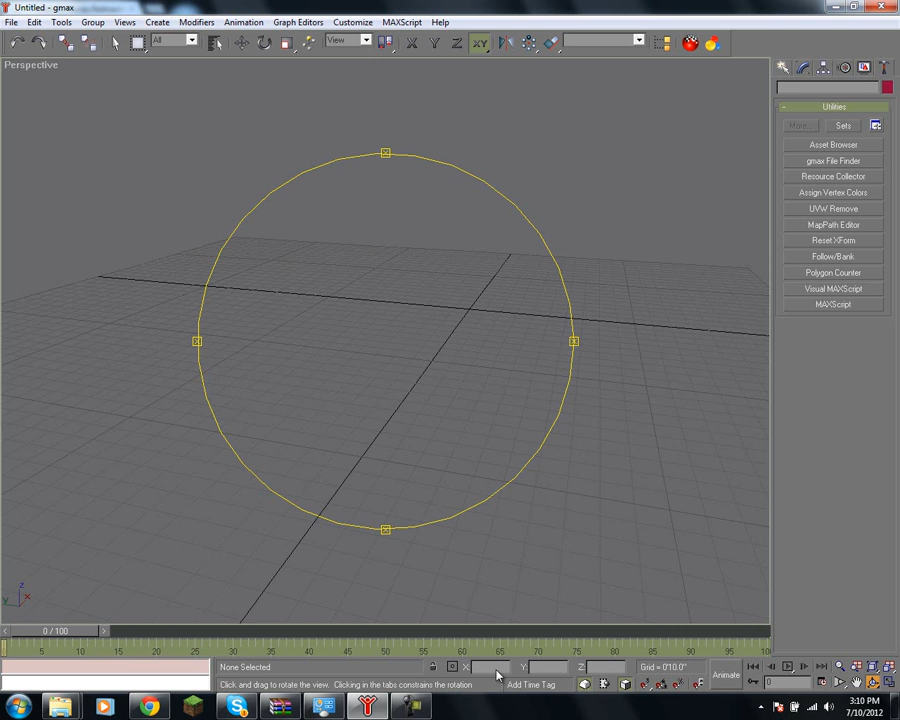 Untitled - gmax
File Edit Tools Group Views Create Modifiers Animation Graph Editors Customize MAXScript Help
All View X Y Z XY
Perspective
Utilities
More... Sets
Asset Browser
gmax File Finder
Resource Collector
Assign Vertex Colors
UVW Remove
MapPath Editor
Reset XForm
Follow/Bank
Polygon Counter
Visual MAXScript
MAXScript
z
y x
0 / 100
5 10 15 20 25 30 35 40 45 50 55 60 65 70 75 80 85 90 95 100
None Selected X: Y: Z: Grid = 0'10.0"
Click and drag to rotate the view. Clicking in the tabs constrains the rotation Add Time Tag Animate 0
3:10 PM
7/10/2012